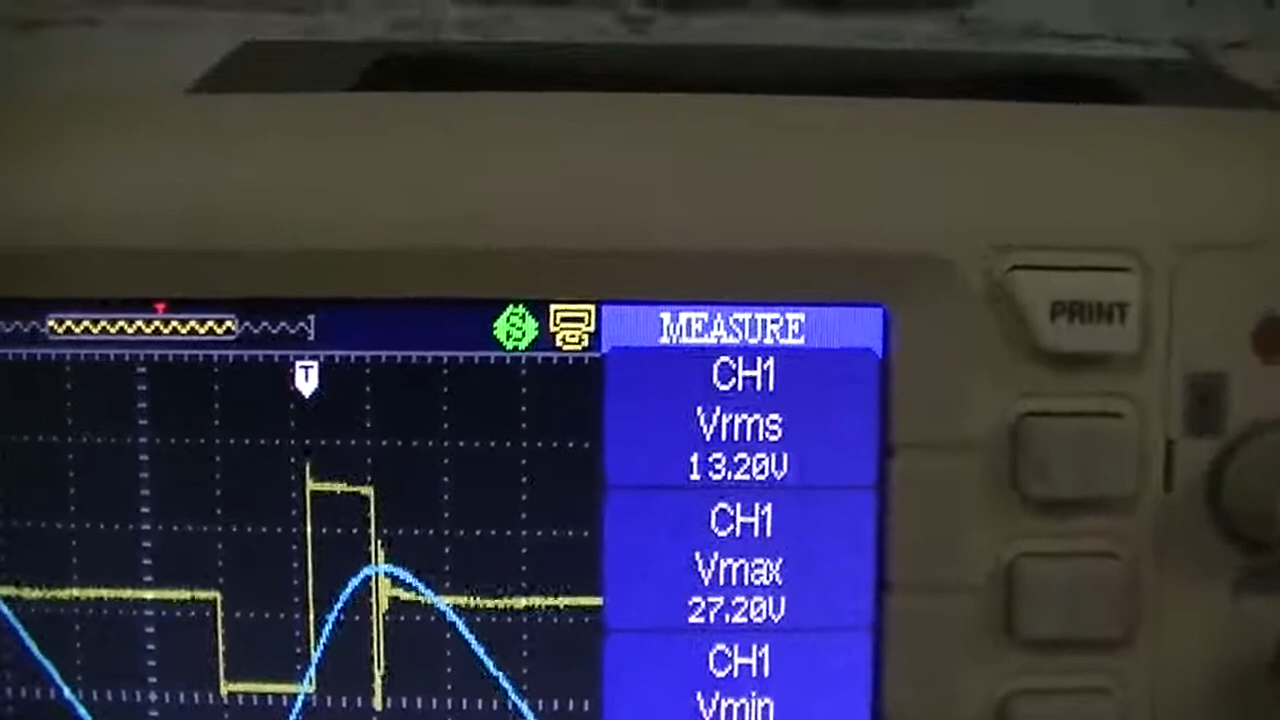 T
T
MEASURE
PRINT
CH1
Vrms
13.20V
CH1
Vmax
27.20V
CH1
Vmin